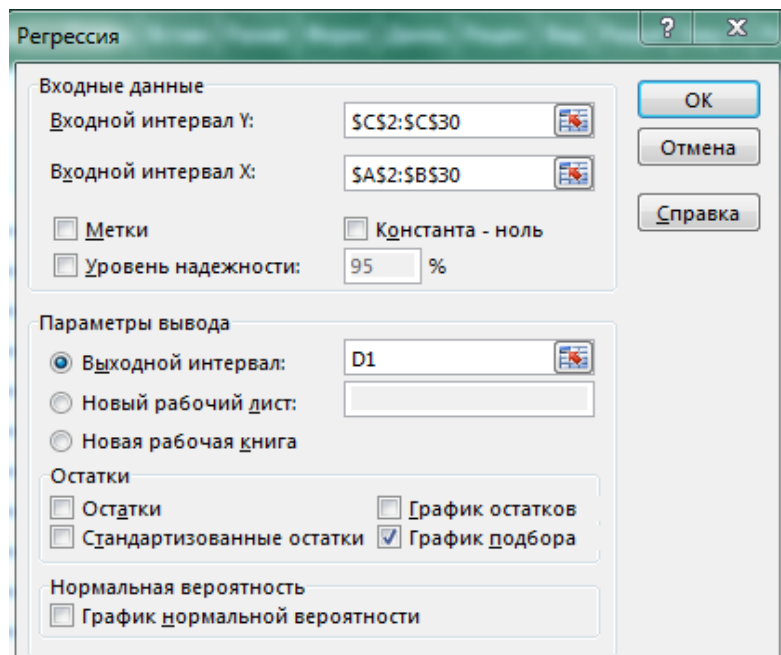 Регрессия
Входные данные
Входной интервал Y: $C$2:$C$30
Входной интервал X: $A$2:$B$30
Метки Константа - ноль
Уровень надежности: 95 %
OK
Отмена
Справка
Параметры вывода
Выходной интервал: D1
Новый рабочий лист:
Новая рабочая книга
Остатки
Остатки График остатков
Стандартизованные остатки График подбора
Нормальная вероятность
График нормальной вероятности